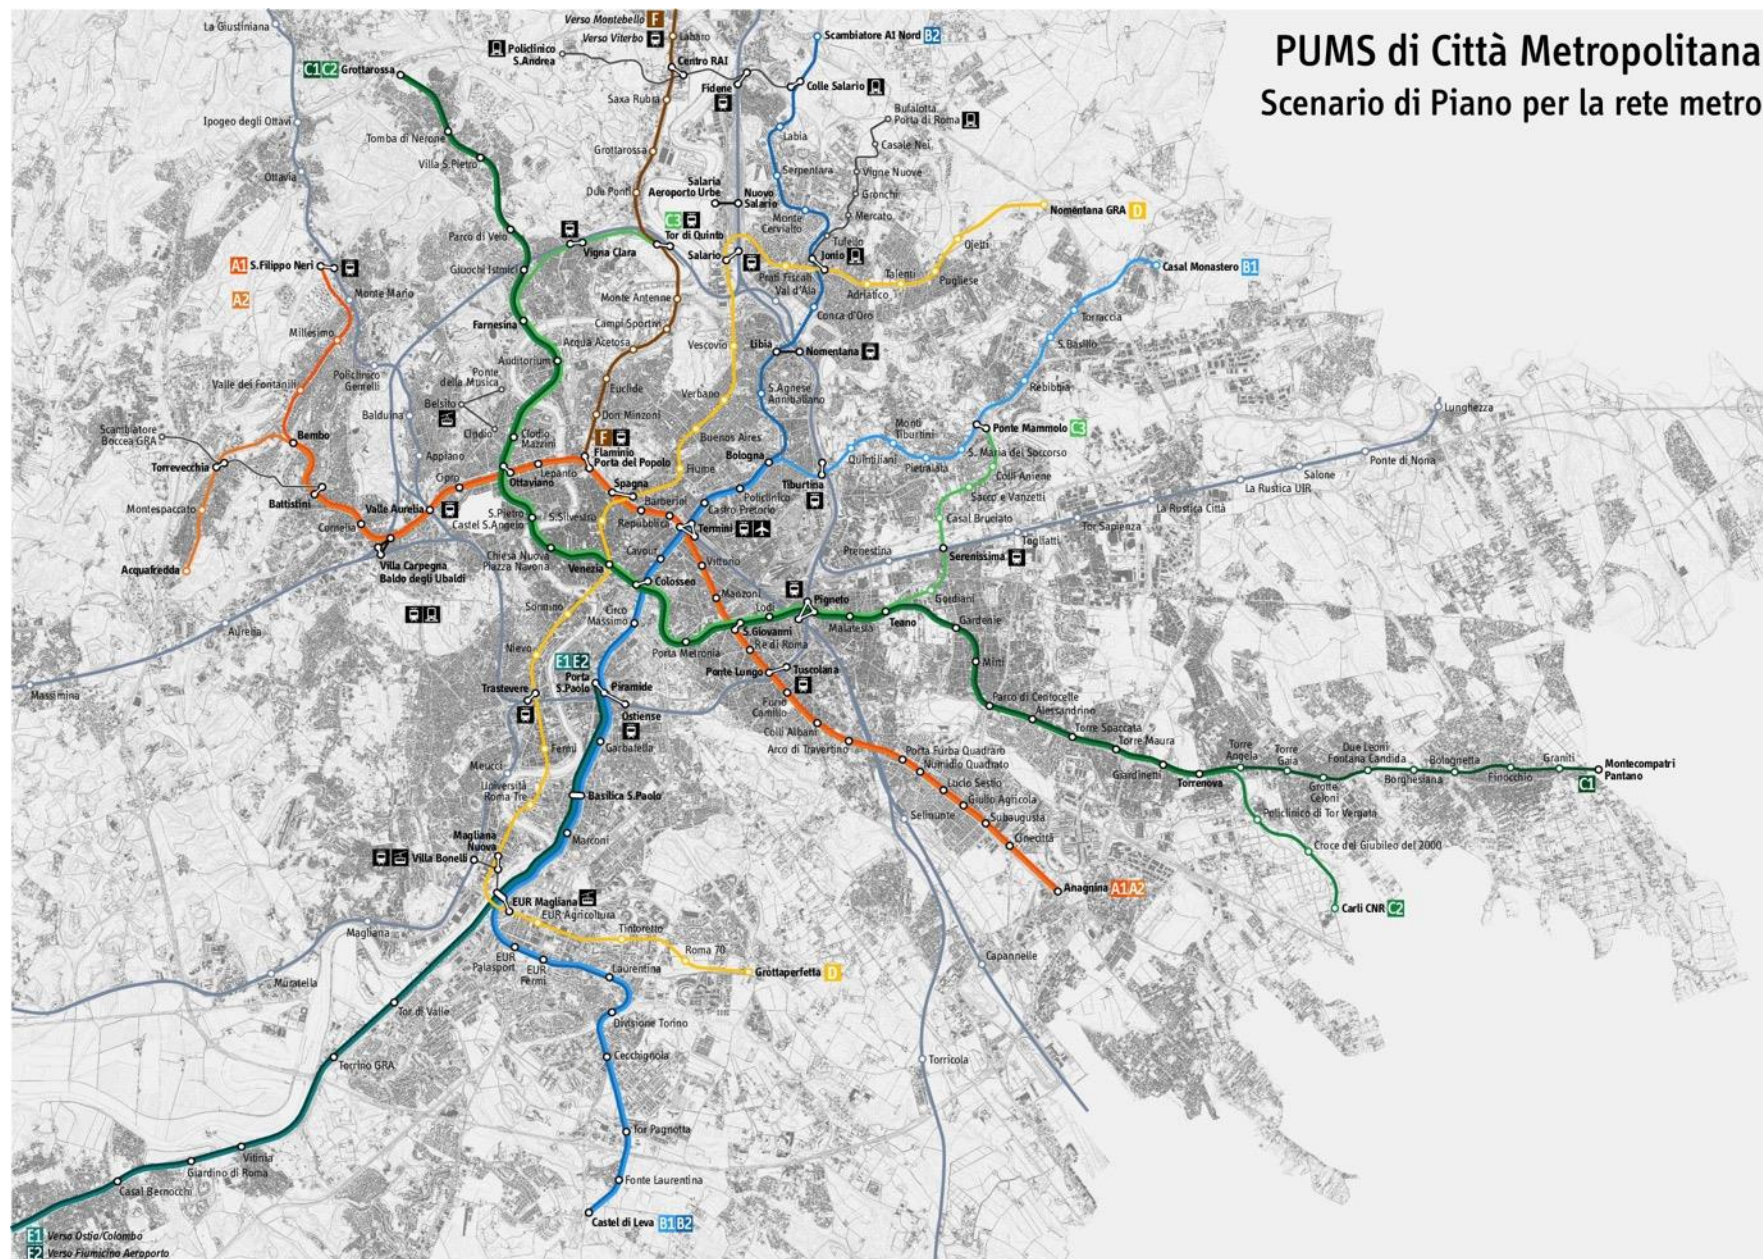 PUMS di Città Metropolitana
Scenario di Piano per la rete metro
La Giustiniana
Verso Montebello F
Verso Viterbo
Labaro
Policlinico
S.Andrea
Centro RAI
Scambiatore A1 Nord B2
C1 C2 Grottarossa
Fidene
Colle Salario
Saxa Rubra
Bufalotta
Porta di Roma
Ipogeo degli Ottavi
Tomba di Nerone
Labia
Casale Nei
Grottarossa
Villa S.Pietro
Ottavia
Serpentara
Vigne Nuove
Due Ponti
Salaria
Aeroporto Urbe
Nuovo
Salario
Gronchi
Monte
Cervialto
Mercato
Nomentana GRA D
C3
Tor di Quinto
Parco di Veio
Vigna Clara
Tufello
Ojetti
Salario
Jonio
A1 S.Filippo Neri
A2
Giuochi Istmici
Prati Fiscali
Val d'Ala
Talenti
Pugliese
Adriatico
Casal Monastero B1
Monte Mario
Monte Antenne
Conca d'Oro
Torraccia
Millesimo
Farnesina
Campi Sportivi
Acqua Acetosa
Vescovio
Libia
Nomentana
S.Basilio
Auditorium
Policlinico
Gemelli
Ponte
della Musica
Euclide
Valle dei Fontanili
Verbano
S.Agnese
Annibaliano
Rebibbia
Belsito
Balduina
Clodio
Don Minzoni
Lunghezza
Scambiatore
Boccea GRA
Bembo
Clodio
Mazzini
F
Flaminio
Porta del Popolo
Buenos Aires
Monti
Tiburtini
Ponte Mammolo C3
Appiano
Torrevecchia
Cipro
Lepanto
Ottaviano
Fiume
Bologna
Quintiliani
Pietralata
S. Maria del Soccorso
Ponte di Nona
Salone
Colli Aniene
Tiburtina
La Rustica UIR
Spagna
Barberini
Policlinico
Castro Pretorio
Sacco e Vanzetti
Battistini
Valle Aurelia
Montespaccato
S.Pietro
Castel S.Angelo
S.Silvestro
Repubblica
Termini
Casal Bruciato
La Rustica Città
Cornelia
Tor Sapienza
Togliatti
Chiesa Nuova
Piazza Navona
Cavour
Vittorio
Prenestina
Serenissima
Villa Carpegna
Baldo degli Ubaldi
Acquafredda
Venezia
Colosseo
Manzoni
Gordiani
Sonnino
Circo
Massimo
Lodi
Pigneto
Aurelia
Malatesta
Teano
Gardenie
S.Giovanni
Re di Roma
Porta Metronia
Nievo
E1 E2
Porta
S.Paolo
Piramide
Ponte Lungo
Tuscolana
Mirti
Massimina
Trastevere
Ostiense
Furio
Camillo
Parco di Centocelle
Alessandrino
Colli Albani
Arco di Travertino
Torre Spaccata
Torre Maura
Fermi
Garbatella
Porta Furba Quadraro
Numidio Quadrato
Giardinetti
Torrenova
Torre
Angela
Torre
Gaia
Grotte
Celoni
Due Leoni
Fontana Candida
Borghesiana
Bolognetta
Finocchio
Graniti
Montecompatri
Pantano
C1
Meucci
Università
Roma Tre
Basilica S.Paolo
Lucio Sestio
Giulio Agricola
Subaugusta
Selinunte
Cinecittà
Policlinico di Tor Vergata
Croce del Giubileo del 2000
Magliana
Nuova
Marconi
Villa Bonelli
Anagnina A1 A2
Carli CNR C2
EUR Magliana
EUR Agricoltura
Magliana
Tintoretto
Roma 70
EUR
Palasport
EUR
Fermi
Laurentina
Grottaperfetta D
Capannelle
Muratella
Tor di Valle
Divisione Torino
Torrino GRA
Cecchignola
Torricola
Tor Pagnotta
Vitinia
Giardino di Roma
Casal Bernocchi
Fonte Laurentina
Castel di Leva B1 B2
E1 Verso Ostia/Colombo
E2 Verso Fiumicino Aeroporto